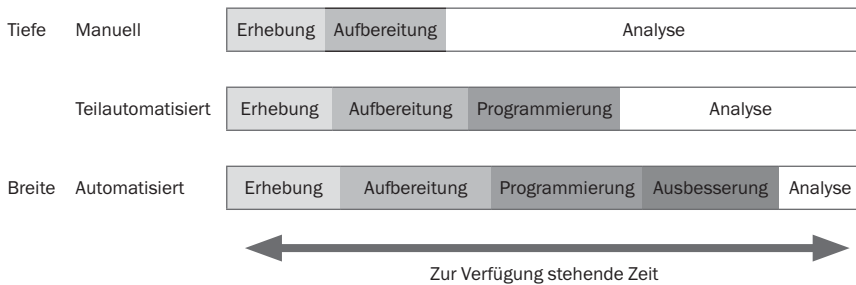 Tiefe Manuell Erhebung Aufbereitung Analyse
Teilautomatisiert Erhebung Aufbereitung Programmierung Analyse
Breite Automatisiert Erhebung Aufbereitung Programmierung Ausbesserung Analyse
Zur Verfügung stehende Zeit